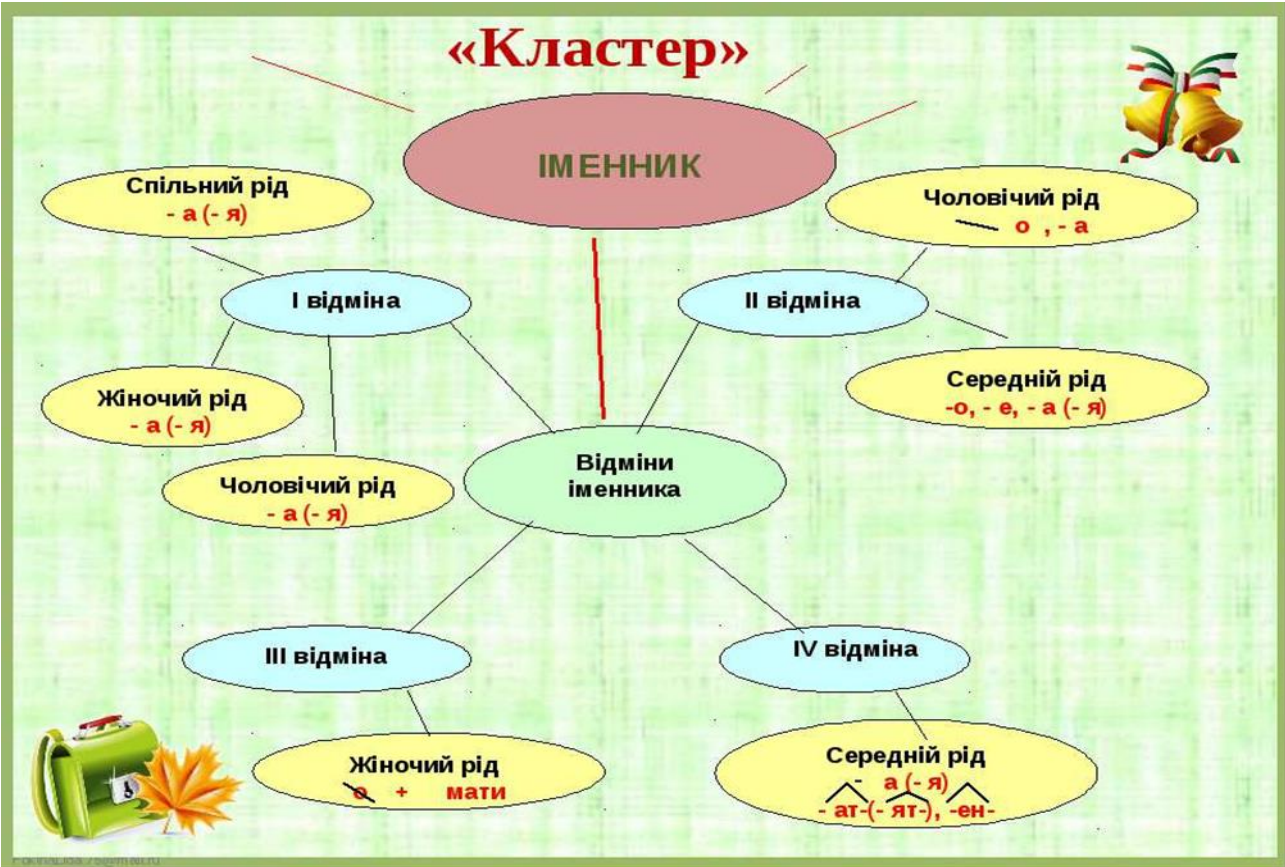 «Кластер»
ІМЕННИК
Спільний рід
- а (- я)
Чоловічий рід
о , - а
І відміна
ІІ відміна
Жіночий рід
- а (- я)
Середній рід
-о, - е, - а (- я)
Чоловічий рід
- а (- я)
Відміни
іменника
ІІІ відміна
IV відміна
Жіночий рід
о + мати
Середній рід
- а (- я)
- ат-(- ят-), -ен-